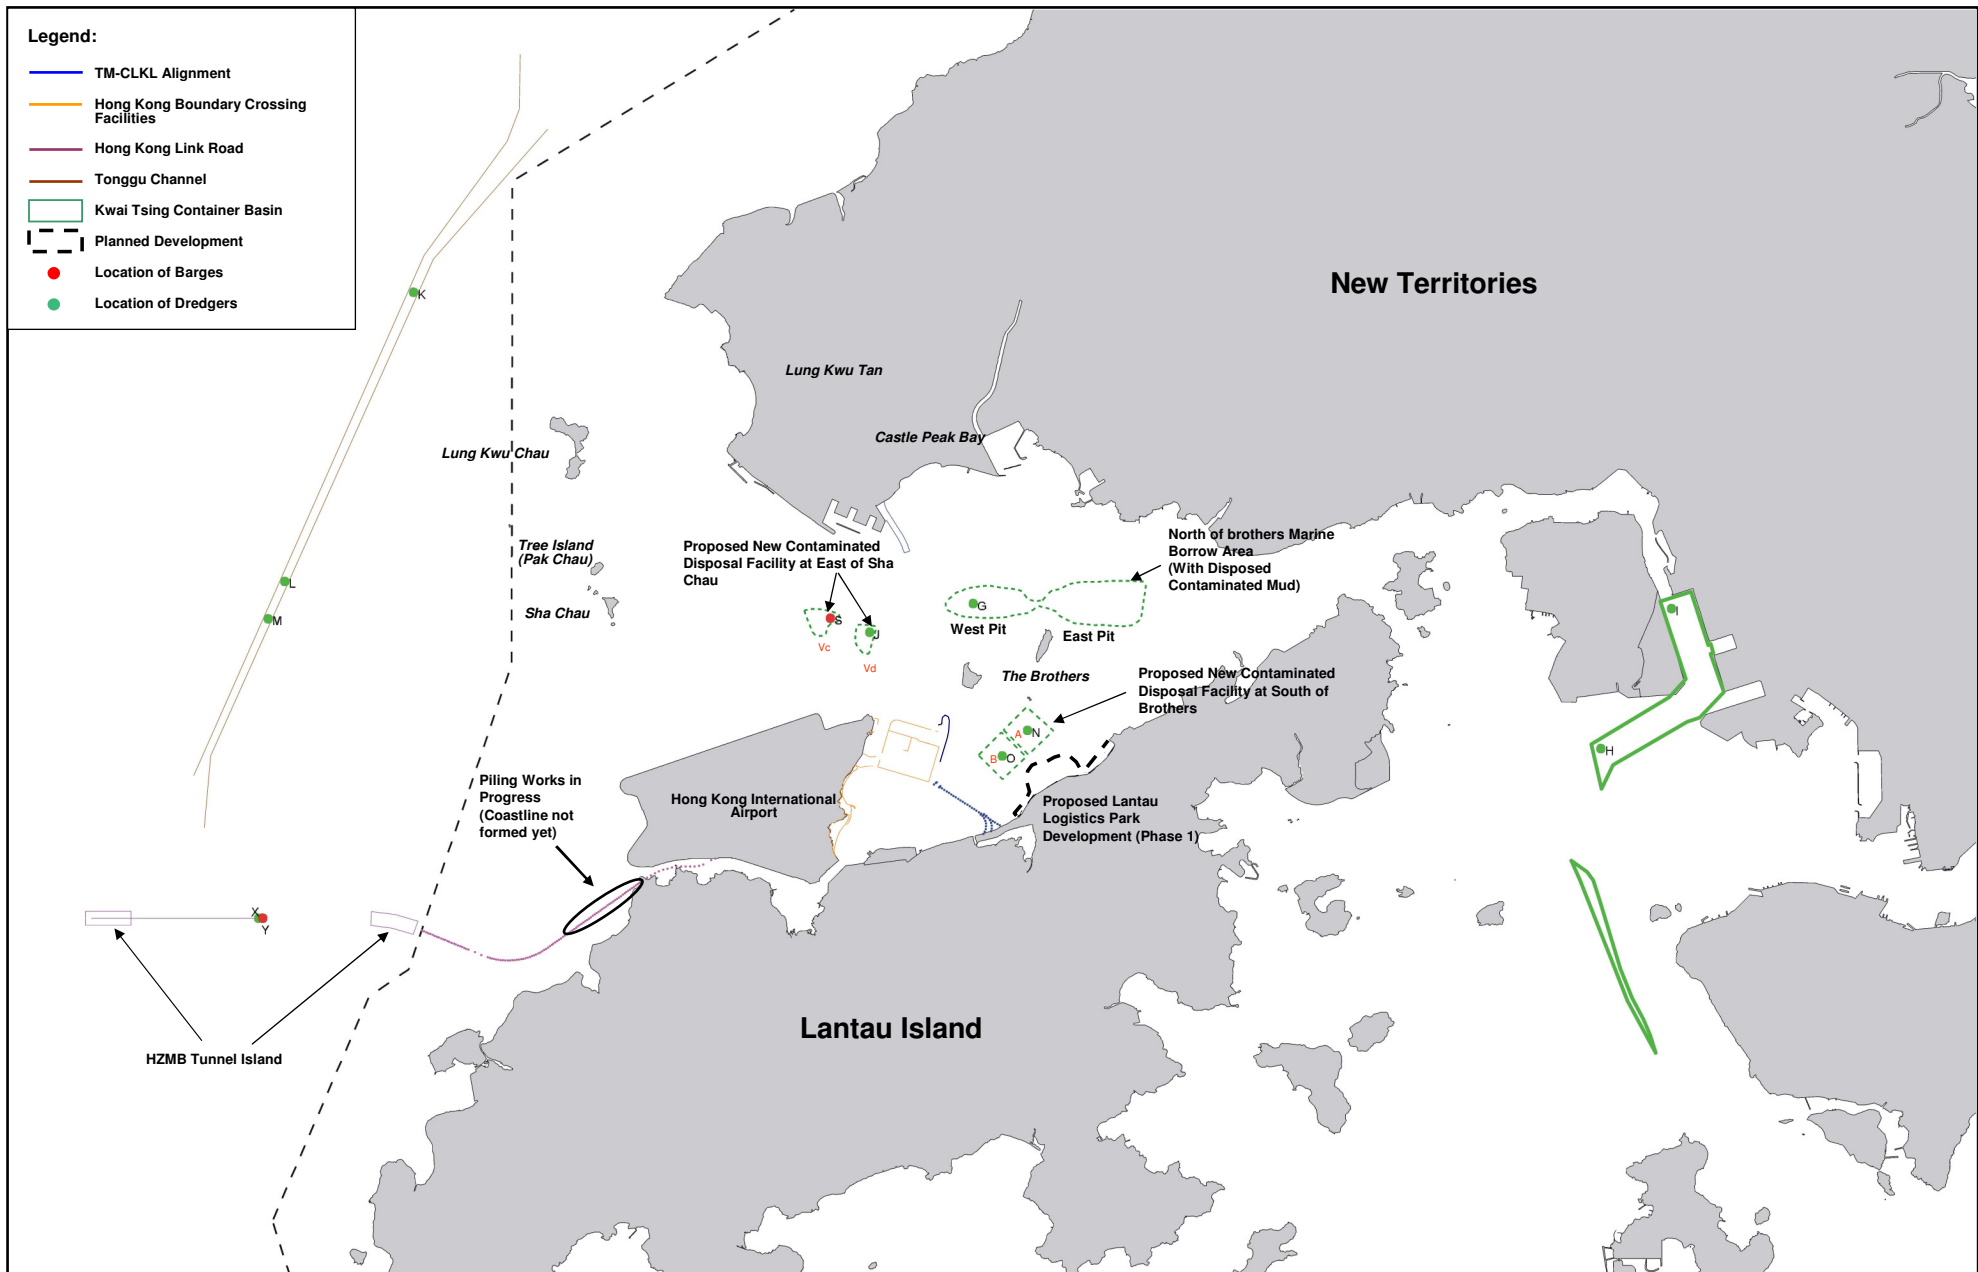 Legend:
TM-CLKL Alignment
Hong Kong Boundary Crossing
Facilities
Hong Kong Link Road
Tonggu Channel
Kwai Tsing Container Basin
Planned Development
Location of Barges
Location of Dredgers
New Territories
K
Lung Kwu Tan
Castle Peak Bay
Lung Kwu Chau
Tree Island
(Pak Chau)
Sha Chau
L
M
Proposed New Contaminated
Disposal Facility at East of Sha
Chau
S
J
Vc
Vd
North of brothers Marine
Borrow Area
(With Disposed
Contaminated Mud)
G
West Pit
East Pit
I
The Brothers
Proposed New Contaminated
Disposal Facility at South of
Brothers
A
N
B
O
H
Piling Works in
Progress
(Coastline not
formed yet)
Hong Kong International
Airport
Proposed Lantau
Logistics Park
Development (Phase 1)
X
Y
HZMB Tunnel Island
Lantau Island